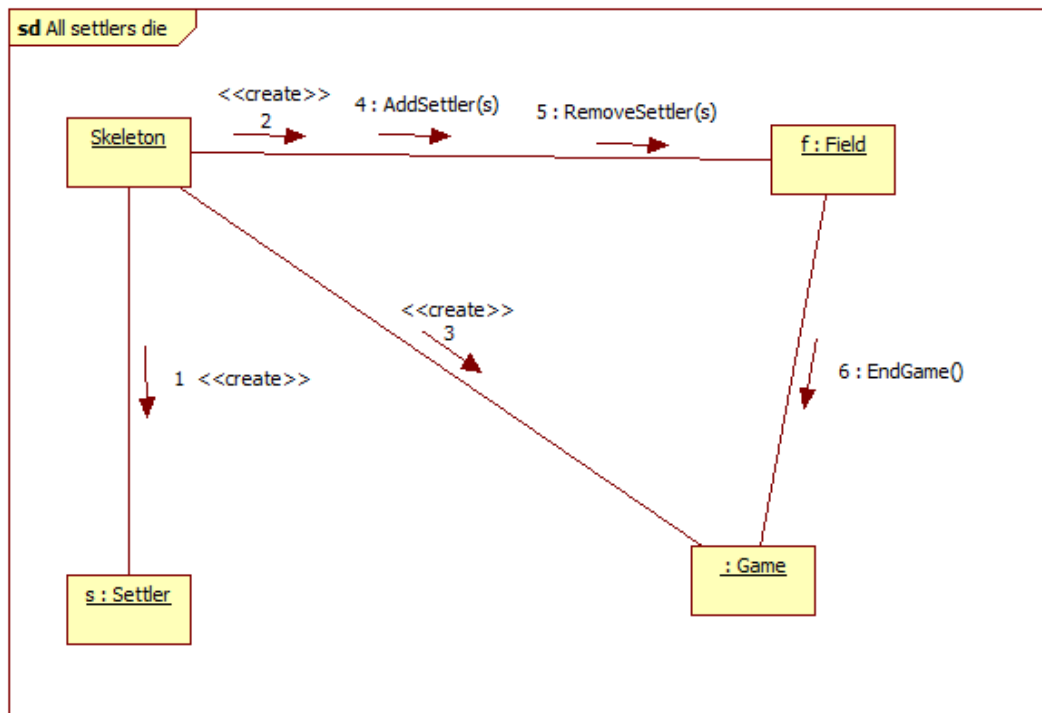 sd All settlers die
<<create>>
2
4 : AddSettler(s)
5 : RemoveSettler(s)
Skeleton
f : Field
<<create>>
3
1 <<create>>
6 : EndGame()
: Game
s : Settler